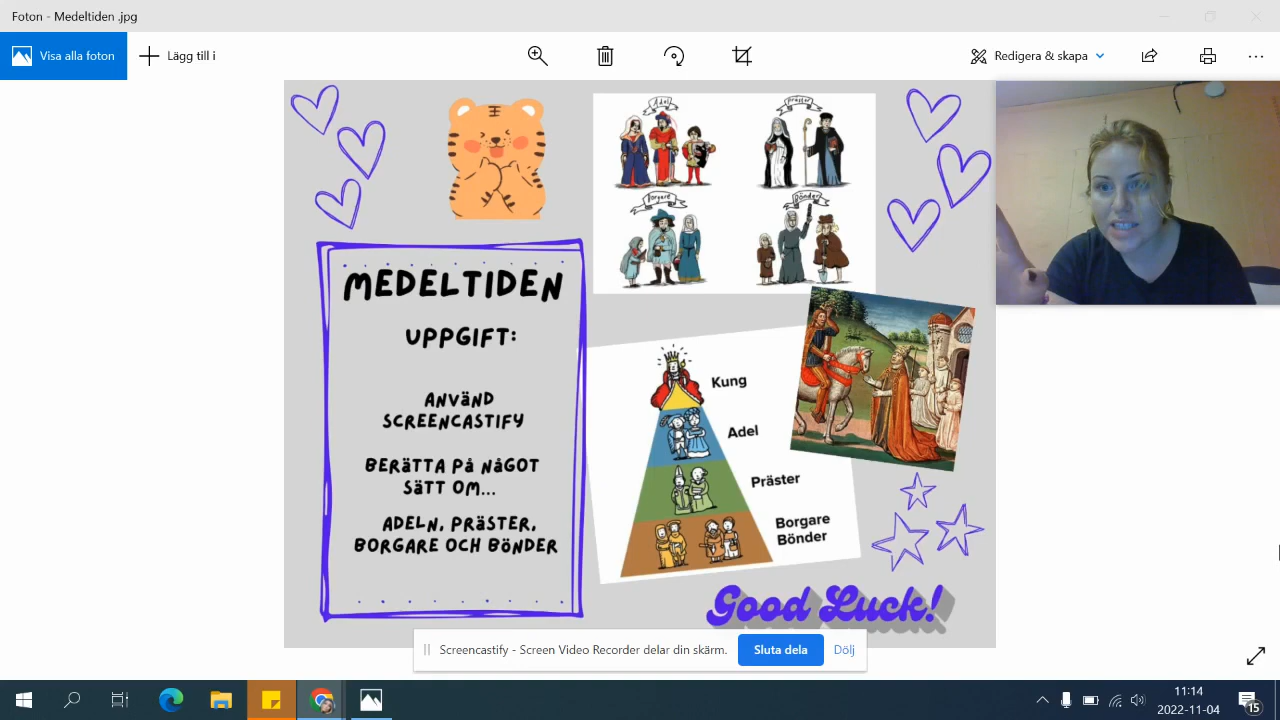 Foton - Medeltiden .jpg
Visa alla foton
Lägg till i
Redigera & skapa
Adel
Präster
Borgare
Bönder
MEDELTIDEN
UPPGIFT:
ANVÄND
SCREENCASTIFY
BERÄTTA PÅ NÅGOT
SÄTT OM...
ADELN, PRÄSTER,
BORGARE OCH BÖNDER
Kung
Adel
Präster
Borgare
Bönder
Good Luck!
Screencastify - Screen Video Recorder delar din skärm.
Sluta dela
Dölj
11:14
2022-11-04
15